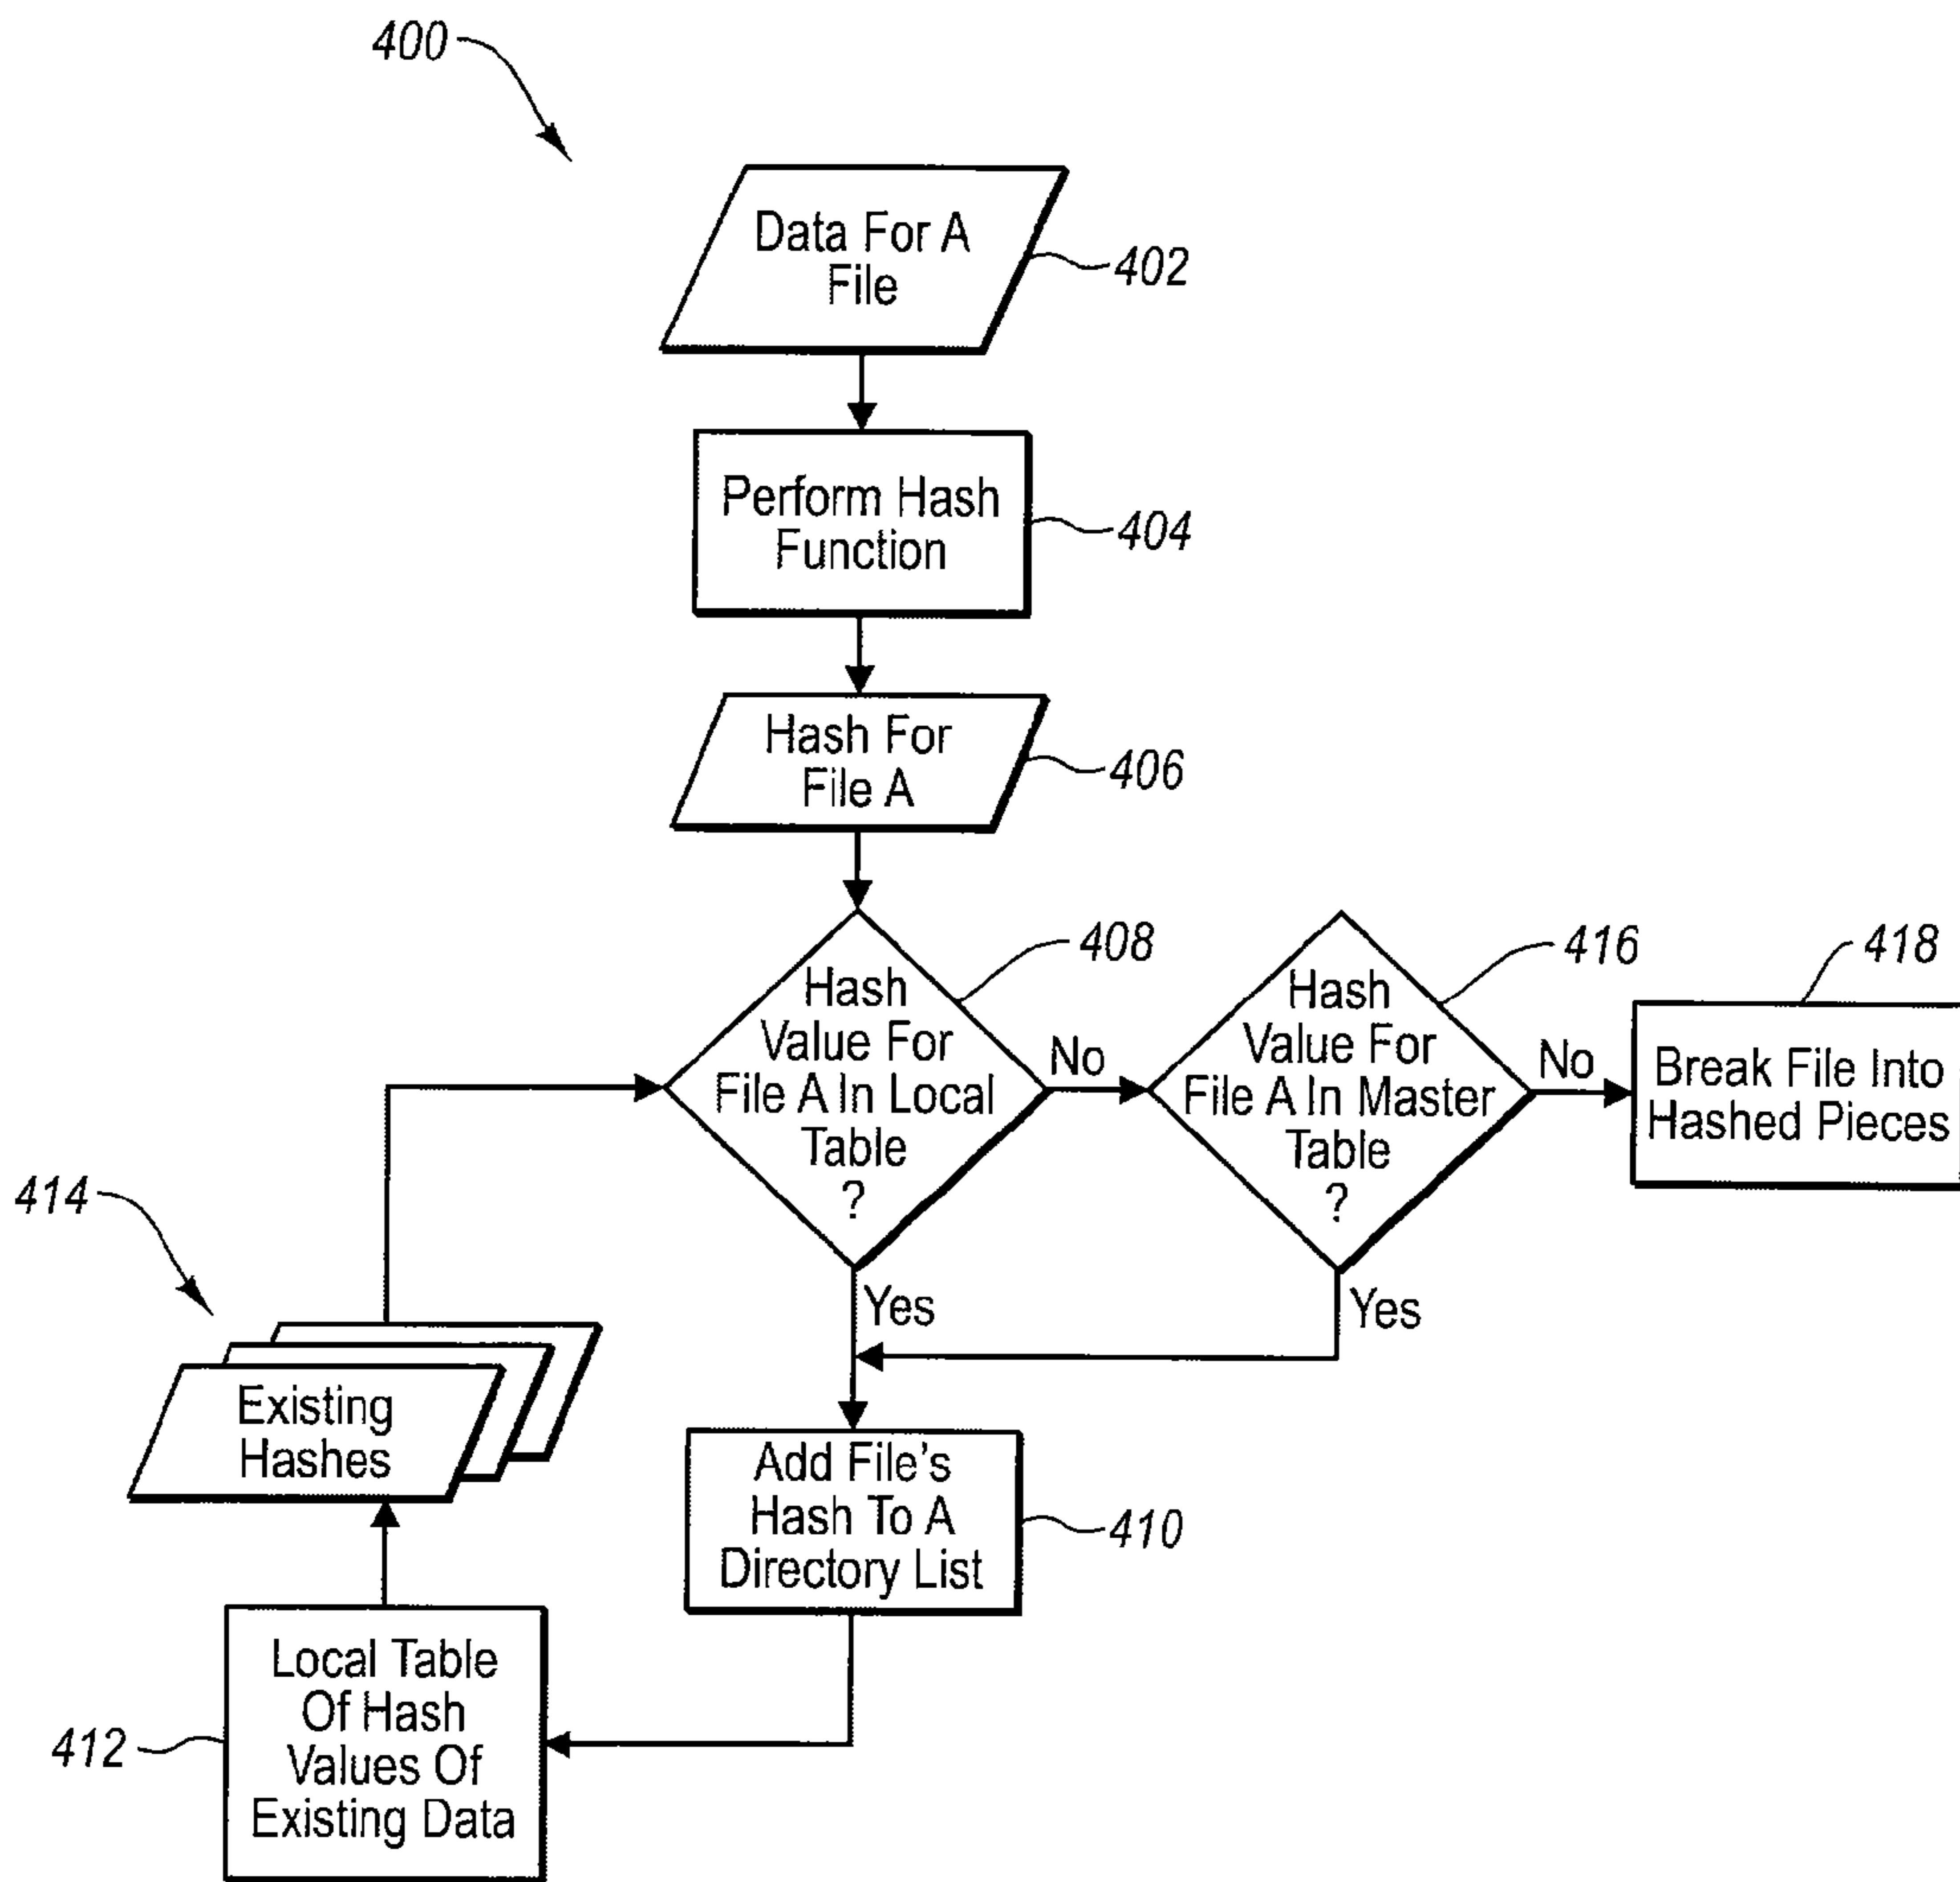 400
Data For A
File
402
Perform Hash
Function
404
Hash For
File A
406
Hash
Value For
File A In Local
Table
?
408
No
Hash
Value For
File A In Master
Table
?
416
No
418
Break File Into
Hashed Pieces
Yes
Yes
414
Existing
Hashes
Add File's
Hash To A
Directory List
410
Local Table
Of Hash
Values Of
Existing Data
412